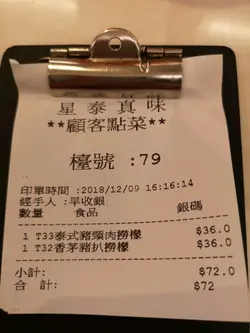 星泰真味
**顧客點菜**
檯號 :79
印單時間 :2018/12/09 16:16:14
經手人 :早收銀
數量 食品 銀碼
1 T33泰式豬頸肉撈檬 $36.0
1 T32香茅豬扒撈檬 $36.0
小計: $72.0
合 計: $72